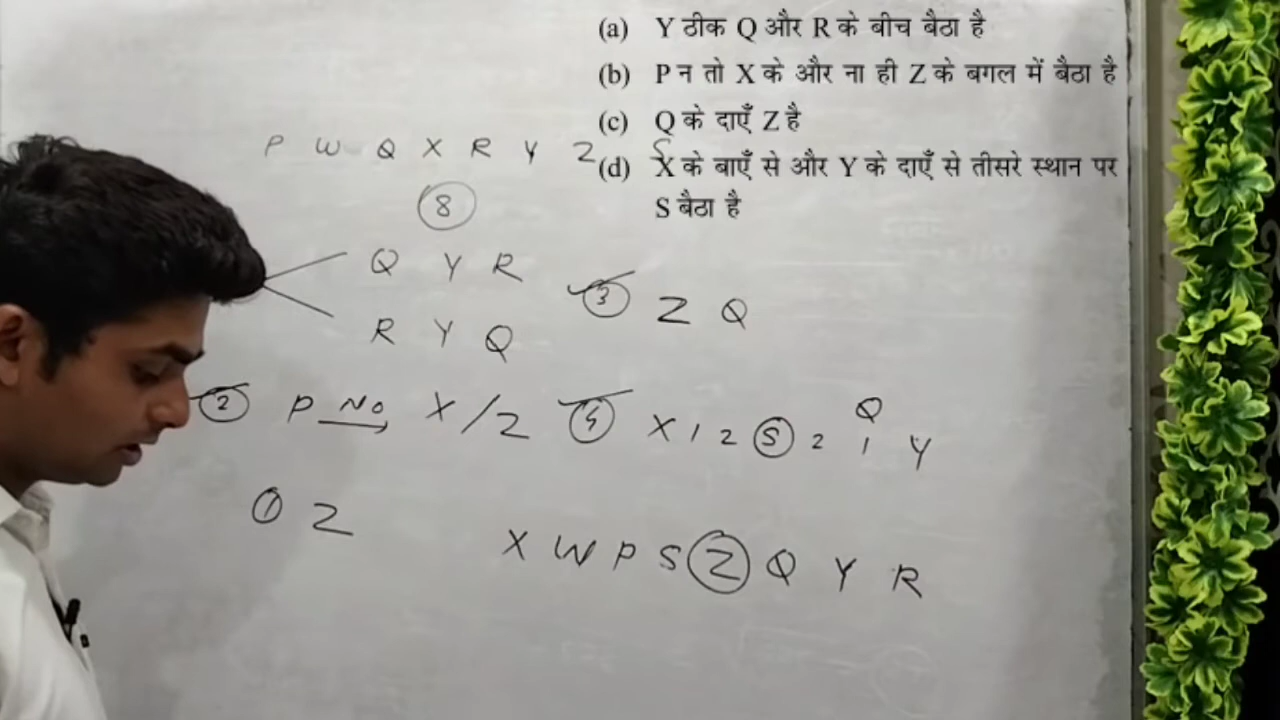 (a) Y ठीक Q और R के बीच बैठा है
(b) P न तो X के और ना ही Z के बगल में बैठा है
(c) Q के दाएँ Z है
(d) X के बाएँ से और Y के दाएँ से तीसरे स्थान पर
S बैठा है
P W Q X R Y Z S
8
Q Y R
R Y Q
3 Z Q
2 P No X / Z
4 X 1 2 S 2 1 Y
Q
1 Z
X W P S Z Q Y R